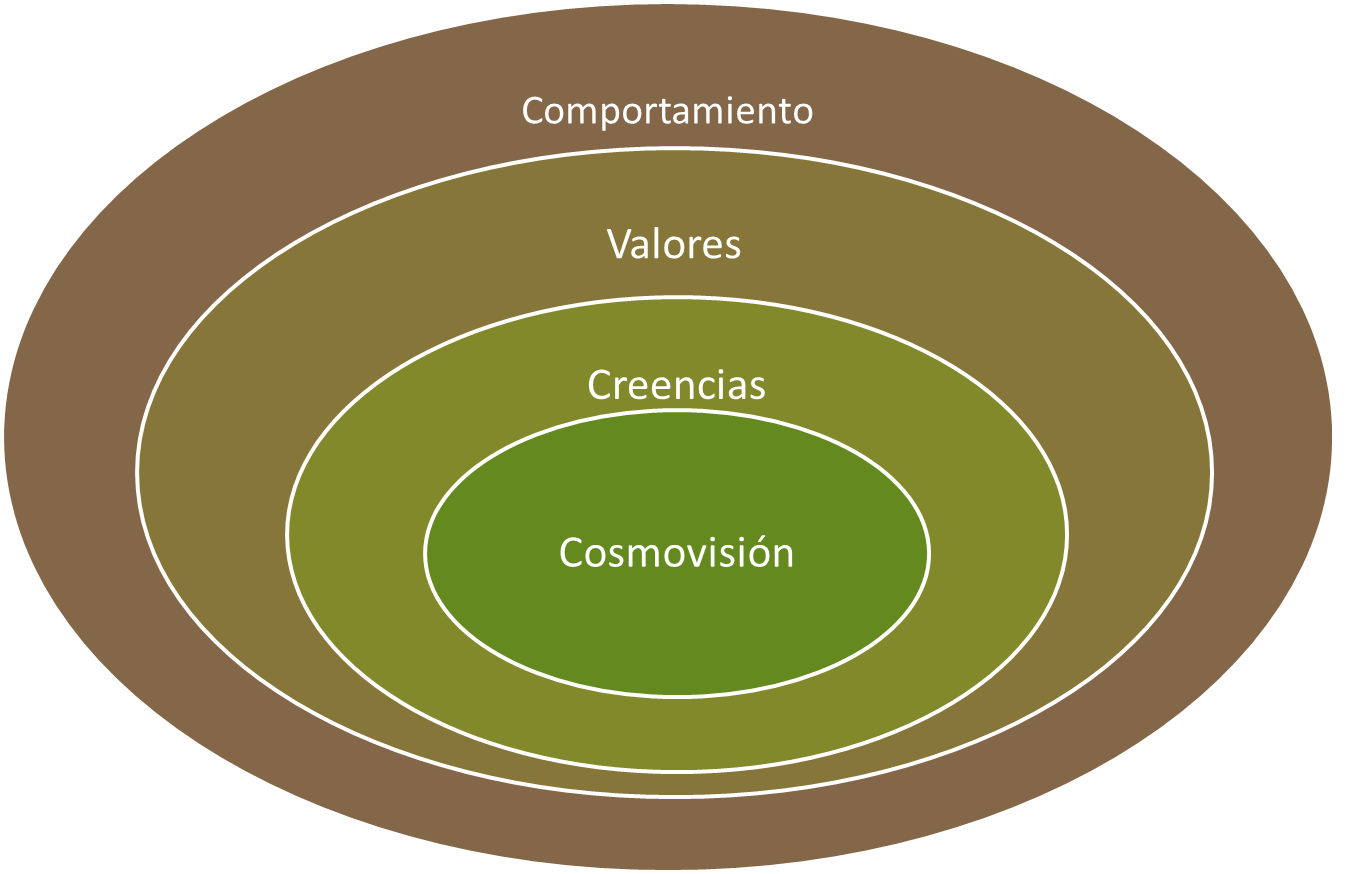 Comportamiento
Valores
Creencias
Cosmovisión